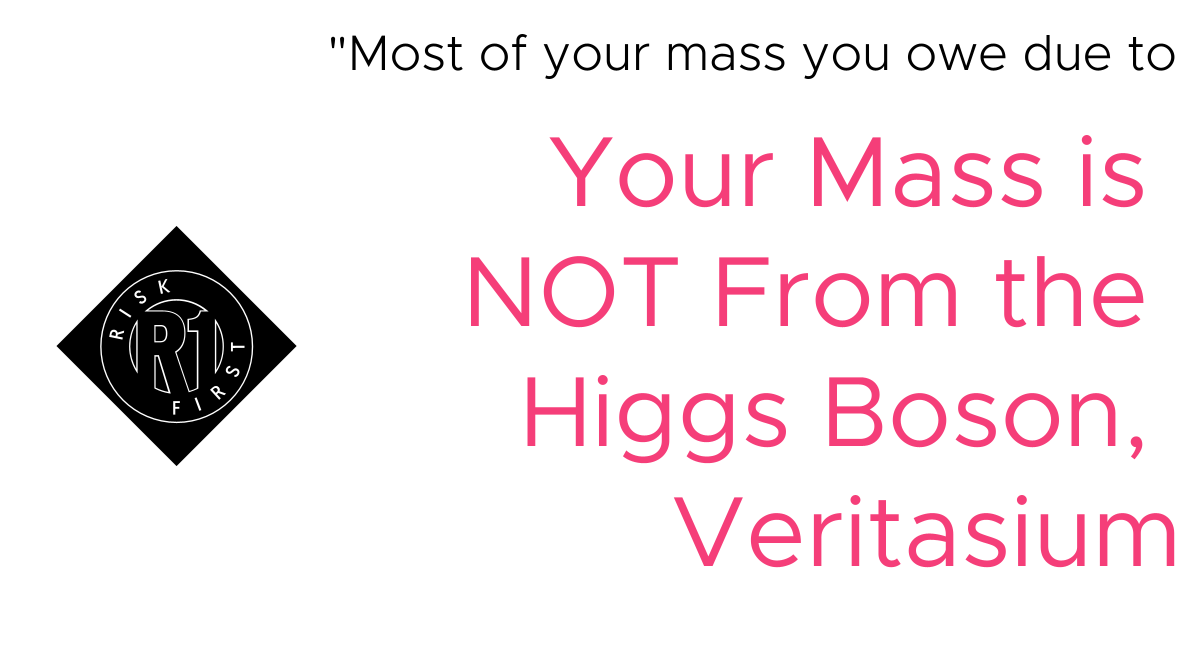 "Most of your mass you owe due to
Your Mass is
NOT From the
Higgs Boson,
Veritasium
RISK
R1
FIRST